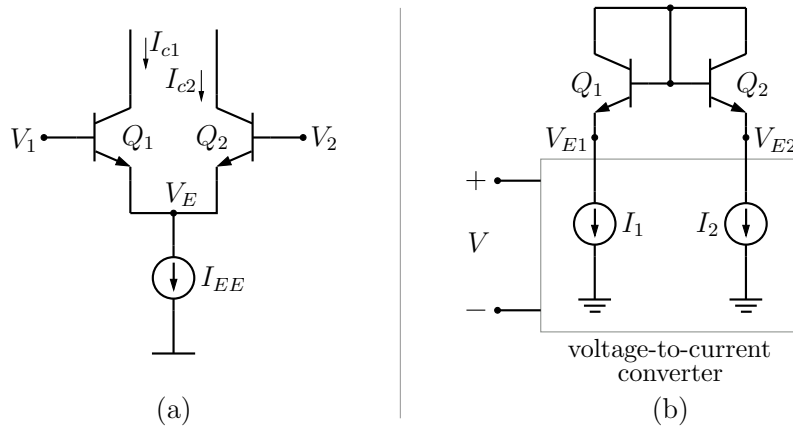 I_{c1}
I_{c2}
V_1
Q_1
Q_2
V_2
V_E
I_{EE}
(a)
Q_1
Q_2
V_{E1}
V_{E2}
+
V
−
I_1
I_2
voltage-to-current
converter
(b)